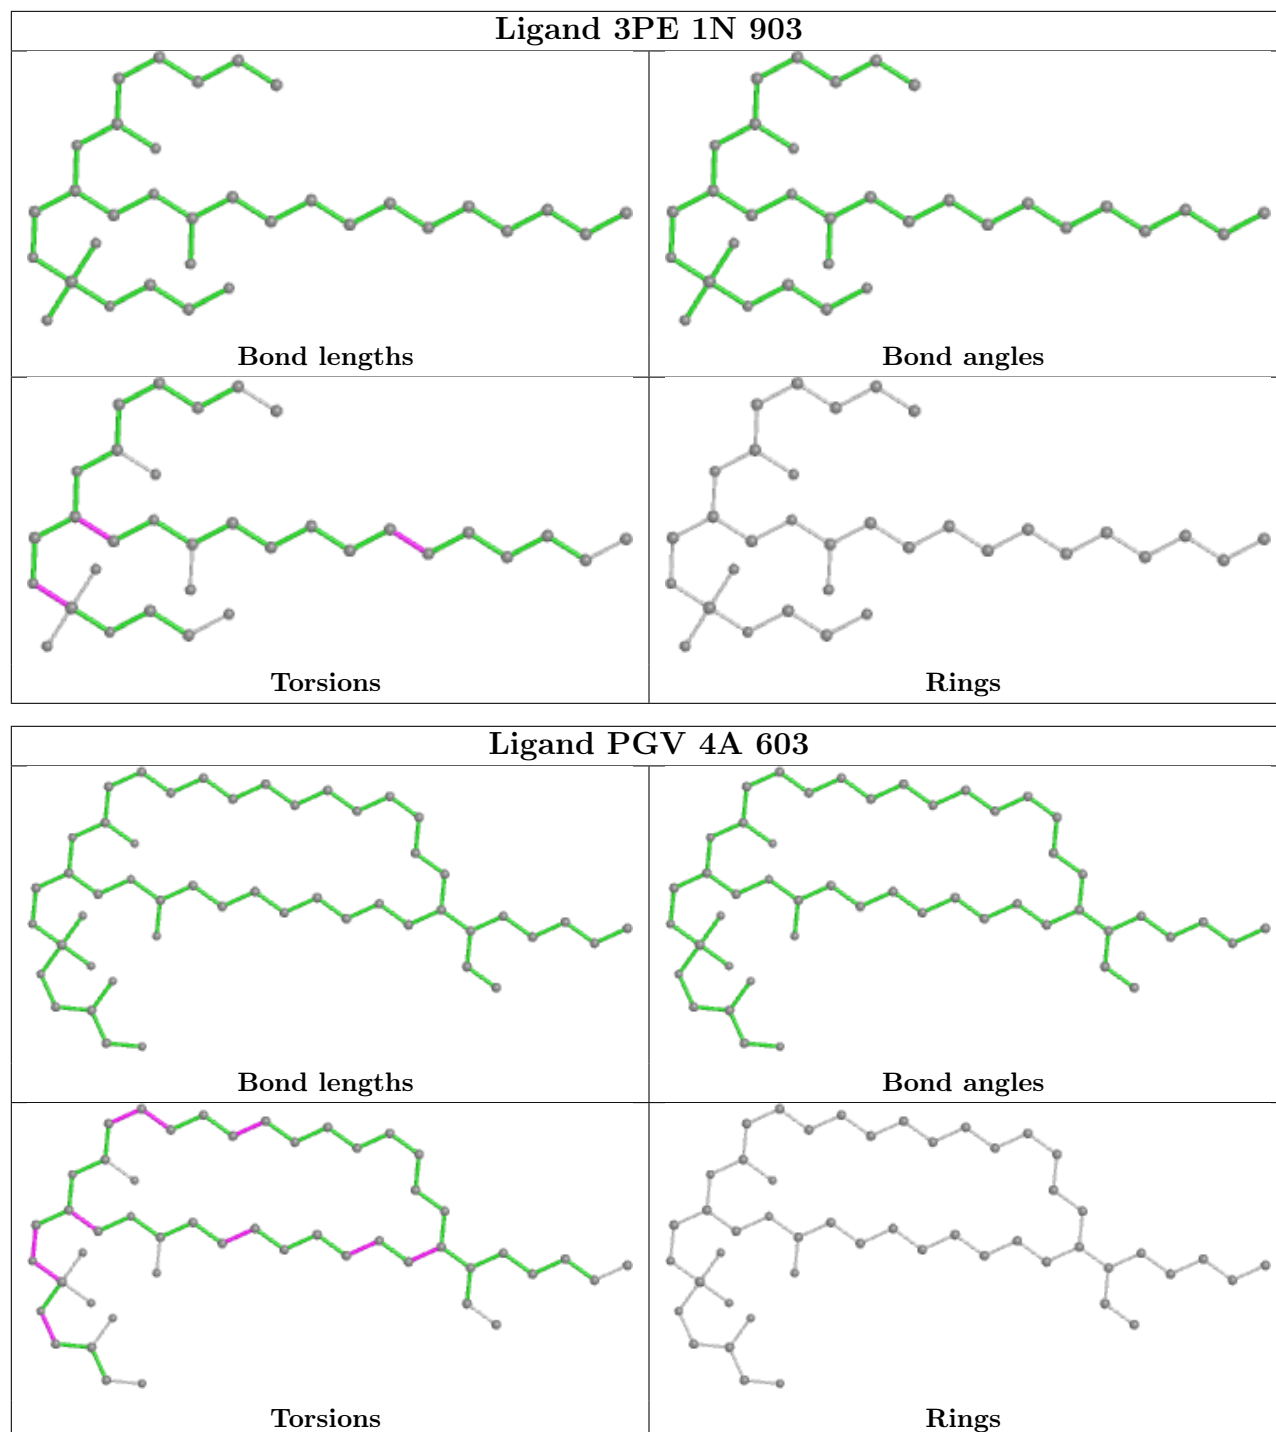 Ligand 3PE 1N 903
Bond lengths
Bond angles
Torsions
Rings
Ligand PGV 4A 603
Bond lengths
Bond angles
Torsions
Rings